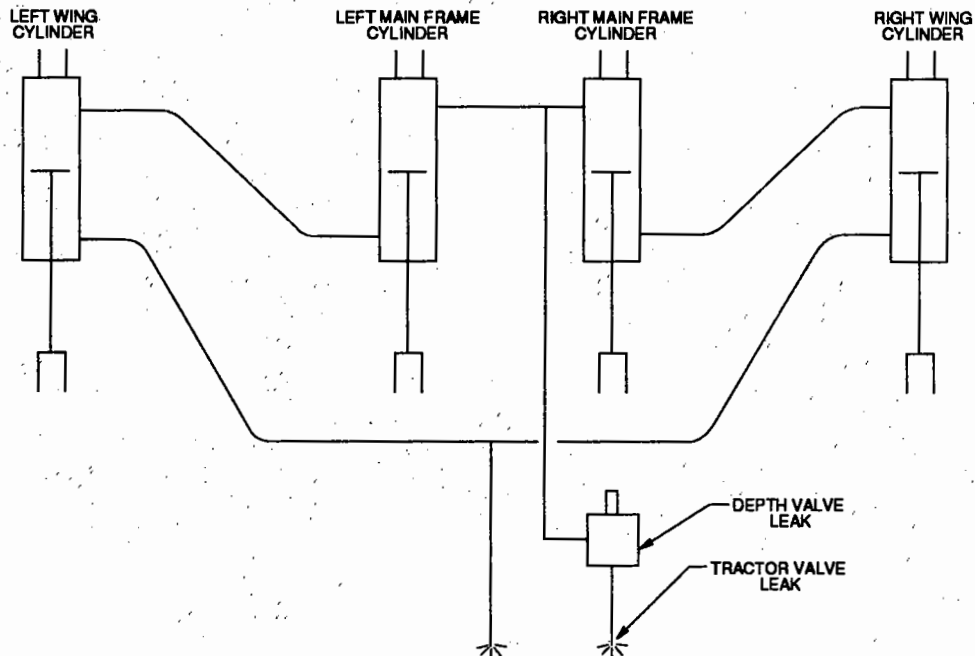 LEFT WING
CYLINDER
LEFT MAIN FRAME
CYLINDER
RIGHT MAIN FRAME
CYLINDER
RIGHT WING
CYLINDER
DEPTH VALVE
LEAK
TRACTOR VALVE
LEAK